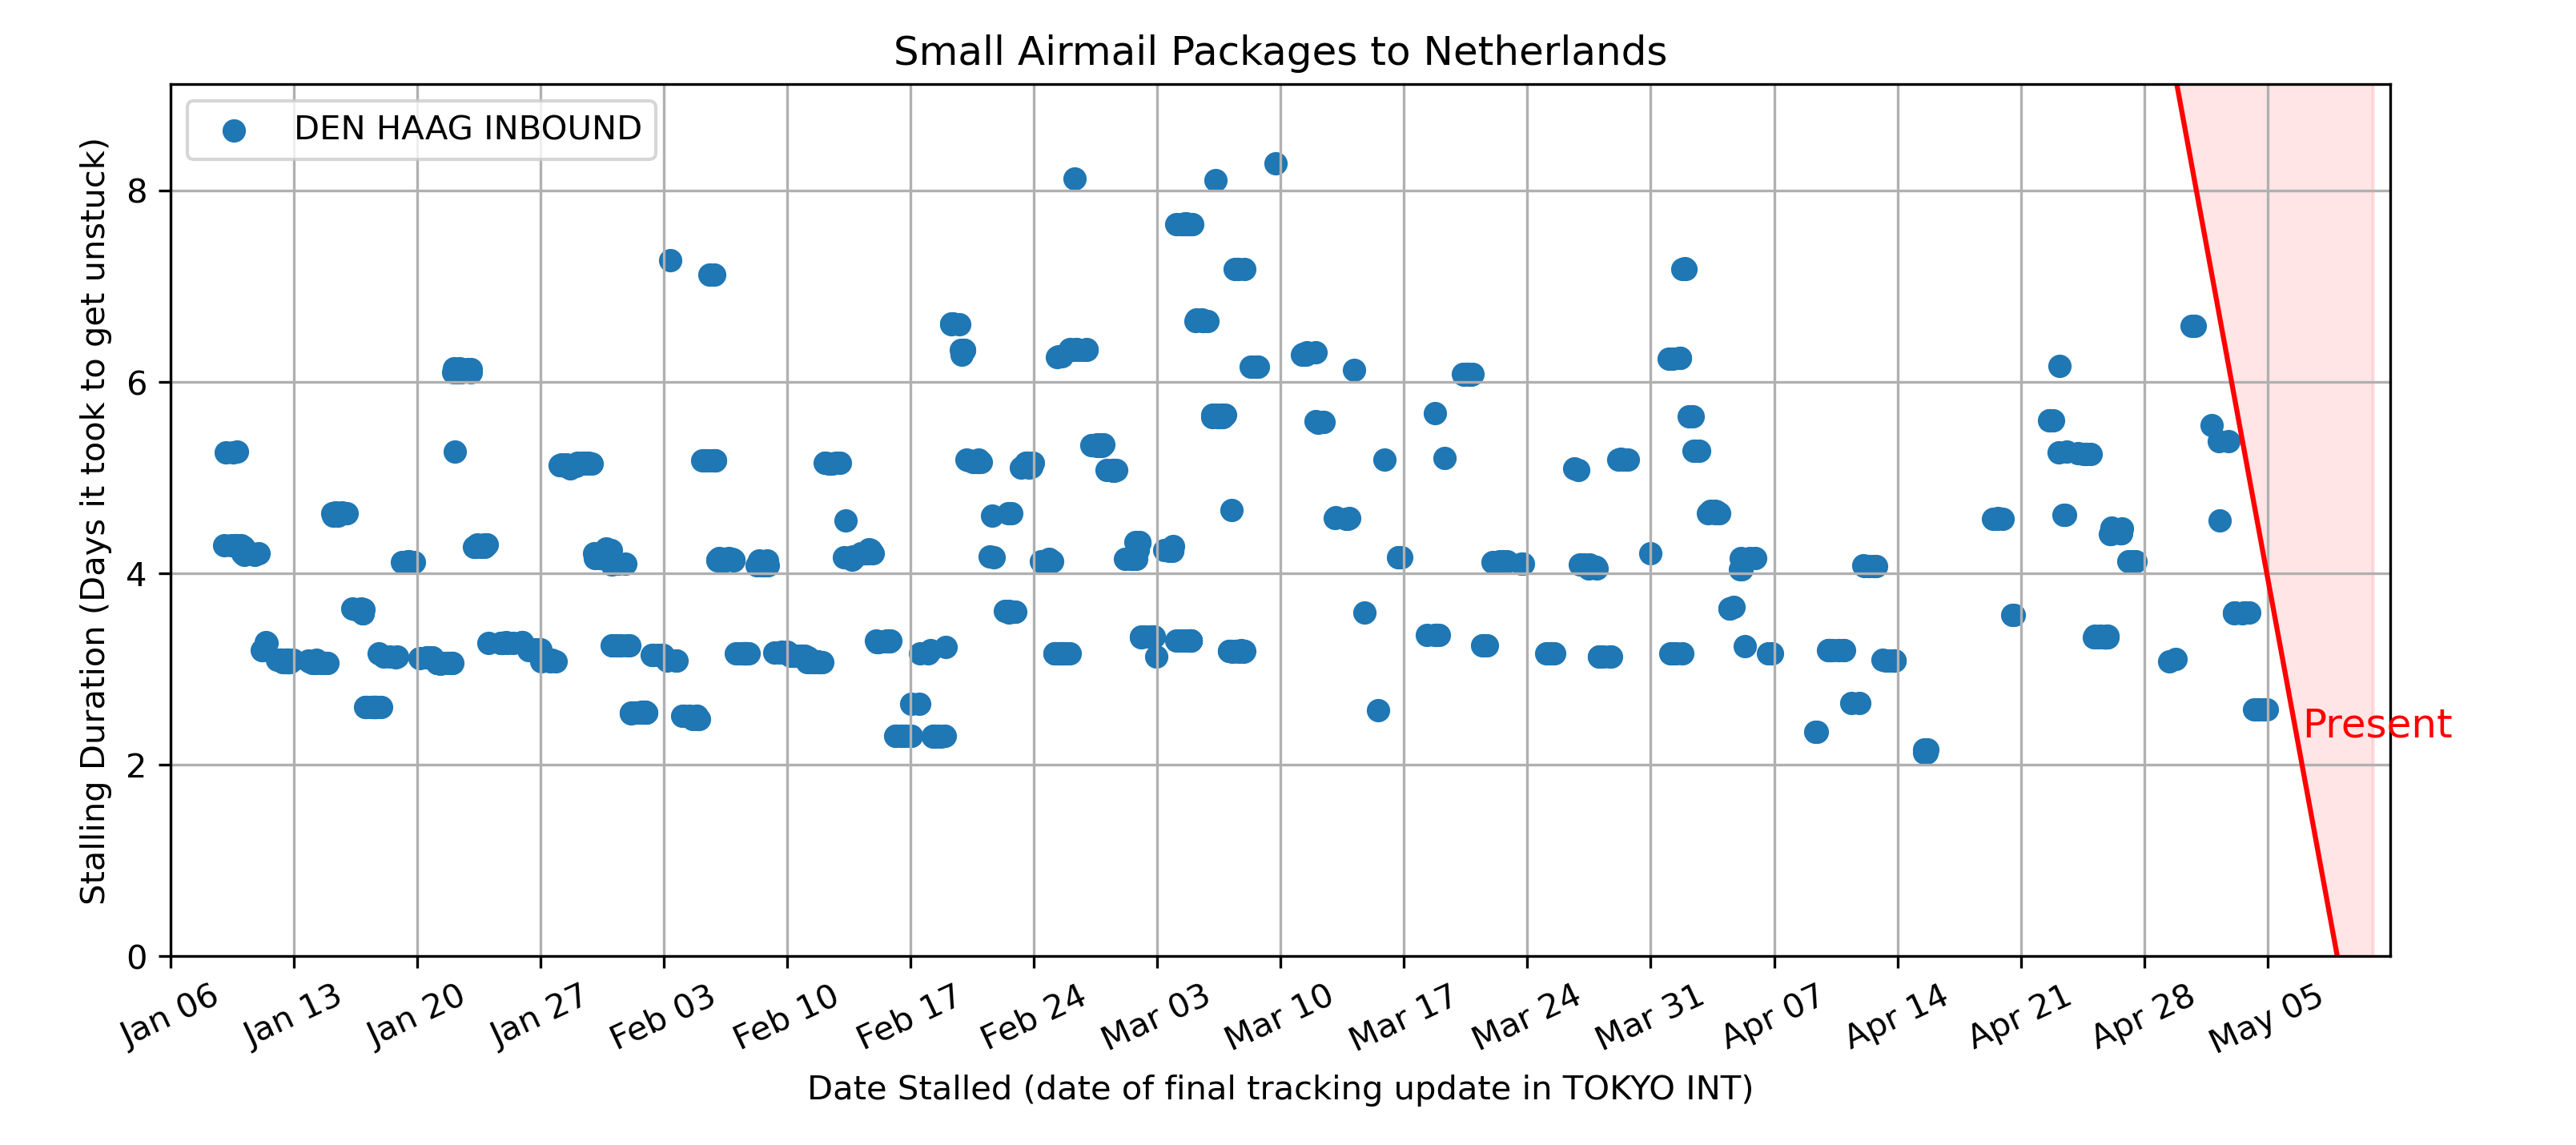 Small Airmail Packages to Netherlands
DEN HAAG INBOUND
Stalling Duration (Days it took to get unstuck)
8
6
4
2
0
Present
Jan 06
Jan 13
Jan 20
Jan 27
Feb 03
Feb 10
Feb 17
Feb 24
Mar 03
Mar 10
Mar 17
Mar 24
Mar 31
Apr 07
Apr 14
Apr 21
Apr 28
May 05
Date Stalled (date of final tracking update in TOKYO INT)